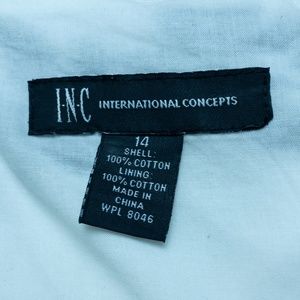 I·N·C INTERNATIONAL CONCEPTS
14
SHELL:
100% COTTON
LINING:
100% COTTON
MADE IN
CHINA
WPL 8046